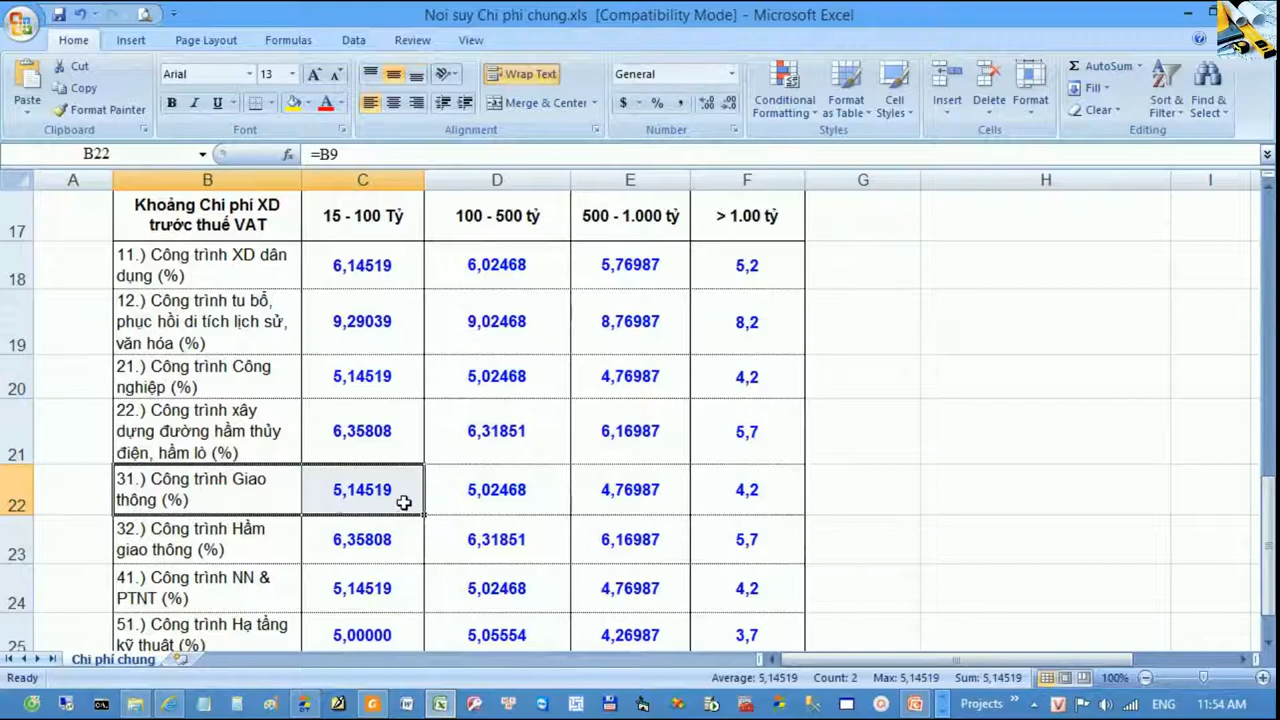 Noi suy Chi phi chung.xls [Compatibility Mode] - Microsoft Excel
Home Insert Page Layout Formulas Data Review View
Paste
Cut
Copy
Format Painter
Clipboard
Arial 13
B I U
Font
Wrap Text
Merge & Center
Alignment
General
$ % ,
Number
Conditional Formatting
Format as Table
Cell Styles
Styles
Insert Delete Format
Cells
AutoSum
Fill
Clear
Sort & Filter
Find & Select
Editing
B22 fx =B9
A B C D E F G H I
17 Khoảng Chi phí XD trước thuế VAT 15 - 100 Tỷ 100 - 500 tỷ 500 - 1.000 tỷ > 1.00 tỷ
18 11.) Công trình XD dân dụng (%) 6,14519 6,02468 5,76987 5,2
19 12.) Công trình tu bổ, phục hồi di tích lịch sử, văn hóa (%) 9,29039 9,02468 8,76987 8,2
20 21.) Công trình Công nghiệp (%) 5,14519 5,02468 4,76987 4,2
21 22.) Công trình xây dựng đường hầm thủy điện, hầm lò (%) 6,35808 6,31851 6,16987 5,7
22 31.) Công trình Giao thông (%) 5,14519 5,02468 4,76987 4,2
23 32.) Công trình Hầm giao thông (%) 6,35808 6,31851 6,16987 5,7
24 41.) Công trình NN & PTNT (%) 5,14519 5,02468 4,76987 4,2
25 51.) Công trình Hạ tầng kỹ thuật (%) 5,00000 5,05554 4,26987 3,7
Chi phí chung
Ready Average: 5,14519 Count: 2 Max: 5,14519 Sum: 5,14519 100%
Projects ENG 11:54 AM